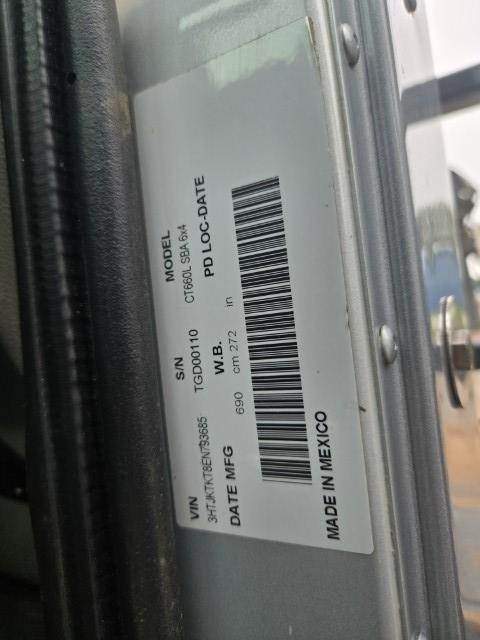 VIN S/N MODEL
3HTJKTKT8EN793685 TGD00110 CT660L SBA 6x4
DATE MFG W.B. PD LOC-DATE
690 cm 272 in
MADE IN MEXICO